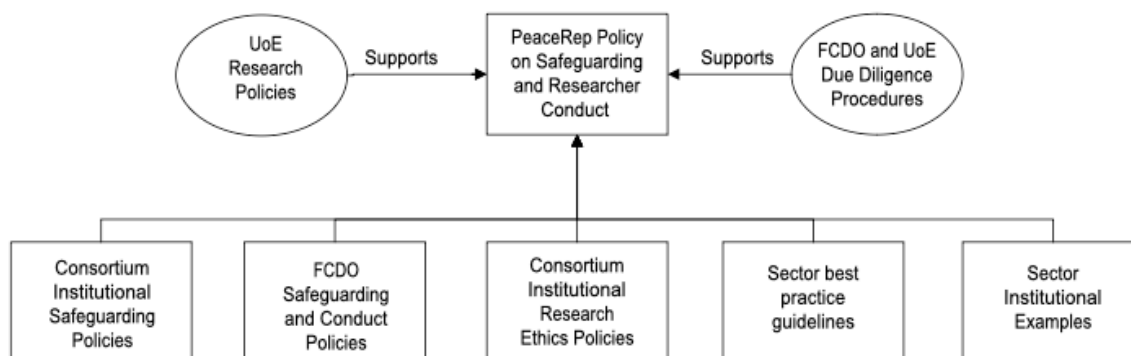 UoE
Research
Policies
Supports
PeaceRep Policy
on Safeguarding
and Researcher
Conduct
Supports
FCDO and UoE
Due Diligence
Procedures
Consortium
Institutional
Safeguarding
Policies
FCDO
Safeguarding
and Conduct
Policies
Consortium
Institutional
Research
Ethics Policies
Sector best
practice
guidelines
Sector
Institutional
Examples